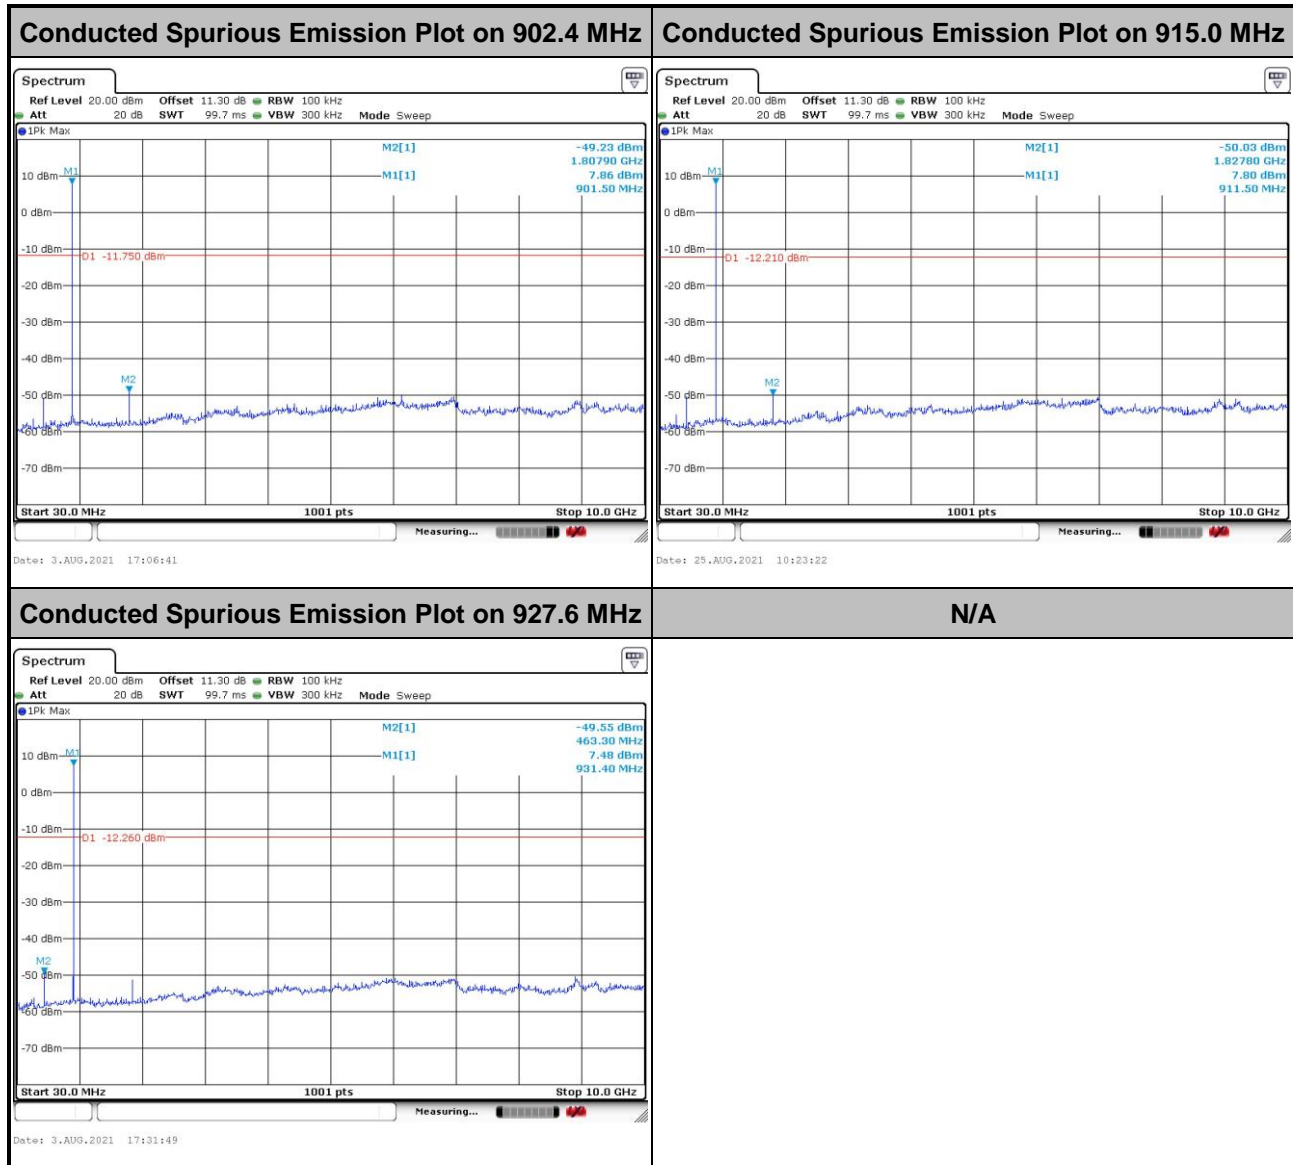 Conducted Spurious Emission Plot on 902.4 MHz
Spectrum
Ref Level 20.00 dBm Offset 11.30 dB RBW 100 kHz
Att 20 dB SWT 99.7 ms VBW 300 kHz Mode Sweep
1Pk Max
M2[1] -49.23 dBm
1.80790 GHz
M1[1] 7.86 dBm
901.50 MHz
M1
10 dBm
0 dBm
-10 dBm
D1 -11.750 dBm
-20 dBm
-30 dBm
-40 dBm
M2
-50 dBm
-60 dBm
-70 dBm
Start 30.0 MHz 1001 pts Stop 10.0 GHz
Measuring...
Date: 3.AUG.2021 17:06:41
Conducted Spurious Emission Plot on 915.0 MHz
Spectrum
Ref Level 20.00 dBm Offset 11.30 dB RBW 100 kHz
Att 20 dB SWT 99.7 ms VBW 300 kHz Mode Sweep
1Pk Max
M2[1] -50.03 dBm
1.82780 GHz
M1[1] 7.80 dBm
911.50 MHz
M1
10 dBm
0 dBm
-10 dBm
D1 -12.210 dBm
-20 dBm
-30 dBm
-40 dBm
M2
-50 dBm
-60 dBm
-70 dBm
Start 30.0 MHz 1001 pts Stop 10.0 GHz
Measuring...
Date: 25.AUG.2021 10:23:22
Conducted Spurious Emission Plot on 927.6 MHz
Spectrum
Ref Level 20.00 dBm Offset 11.30 dB RBW 100 kHz
Att 20 dB SWT 99.7 ms VBW 300 kHz Mode Sweep
1Pk Max
M2[1] -49.55 dBm
463.30 MHz
M1[1] 7.48 dBm
931.40 MHz
M1
10 dBm
0 dBm
-10 dBm
D1 -12.260 dBm
-20 dBm
-30 dBm
-40 dBm
M2
-50 dBm
-60 dBm
-70 dBm
Start 30.0 MHz 1001 pts Stop 10.0 GHz
Measuring...
Date: 3.AUG.2021 17:31:49
N/A